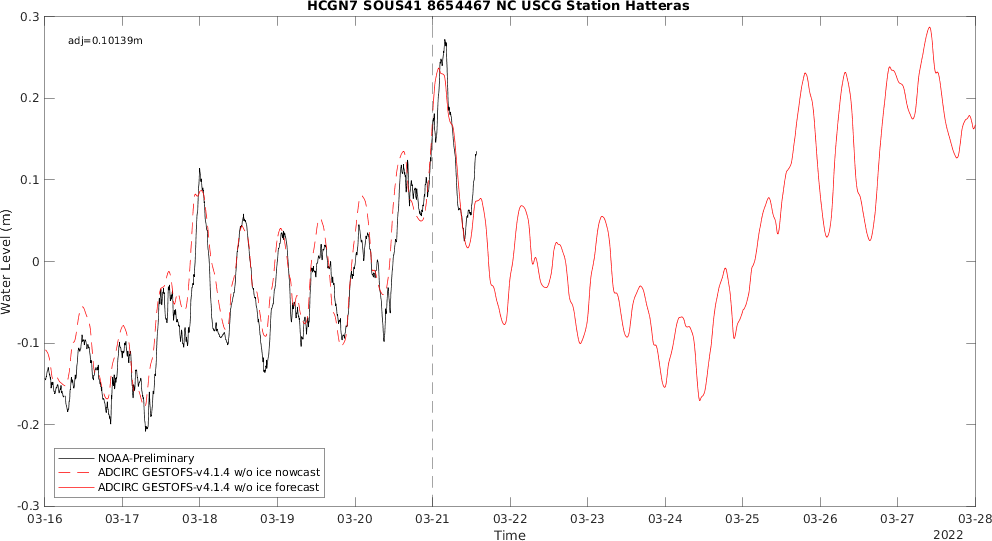 HCGN7 SOUS41 8654467 NC USCG Station Hatteras
adj=0.10139m
0.3
0.2
0.1
0
-0.1
-0.2
-0.3
Water Level (m)
NOAA-Preliminary
ADCIRC GESTOFS-v4.1.4 w/o ice nowcast
ADCIRC GESTOFS-v4.1.4 w/o ice forecast
03-16 03-17 03-18 03-19 03-20 03-21 03-22 03-23 03-24 03-25 03-26 03-27 03-28
Time
2022